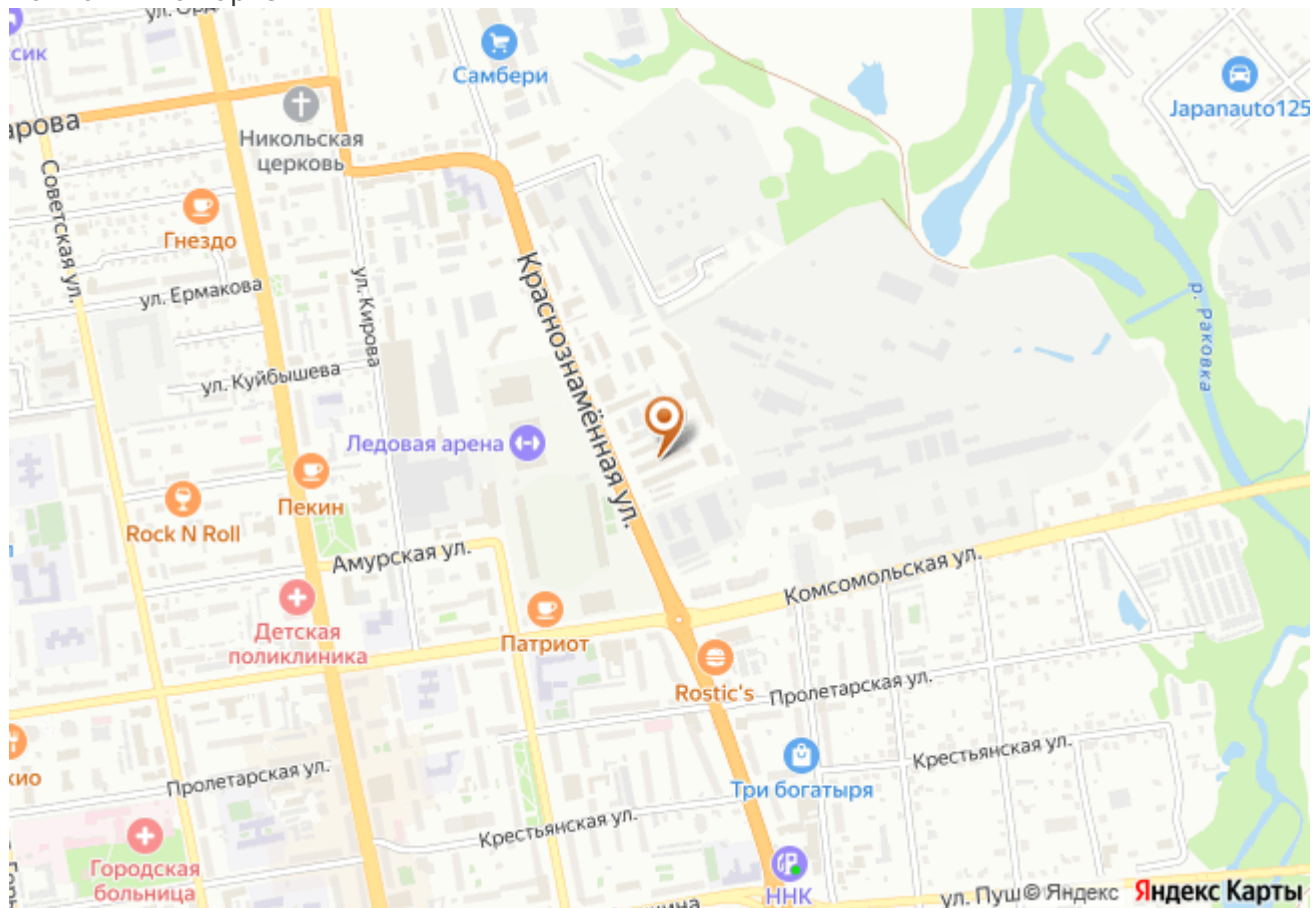 сик
Самбери
Japanauto125
арова
Никольская
церковь
Советская ул.
Гнездо
ул. Ермакова
ул. Кирова
Краснознамённая ул.
р. Раковка
ул. Куйбышева
Ледовая арена
Пекин
Rock N Roll
Амурская ул.
Комсомольская ул.
Детская
поликлиника
Патриот
Rostic's
Пролетарская ул.
Крестьянская ул.
Три богатыря
кио
Пролетарская ул.
Крестьянская ул.
Городская
больница
ННК
ул. Пуш
© Яндекс Яндекс Карты